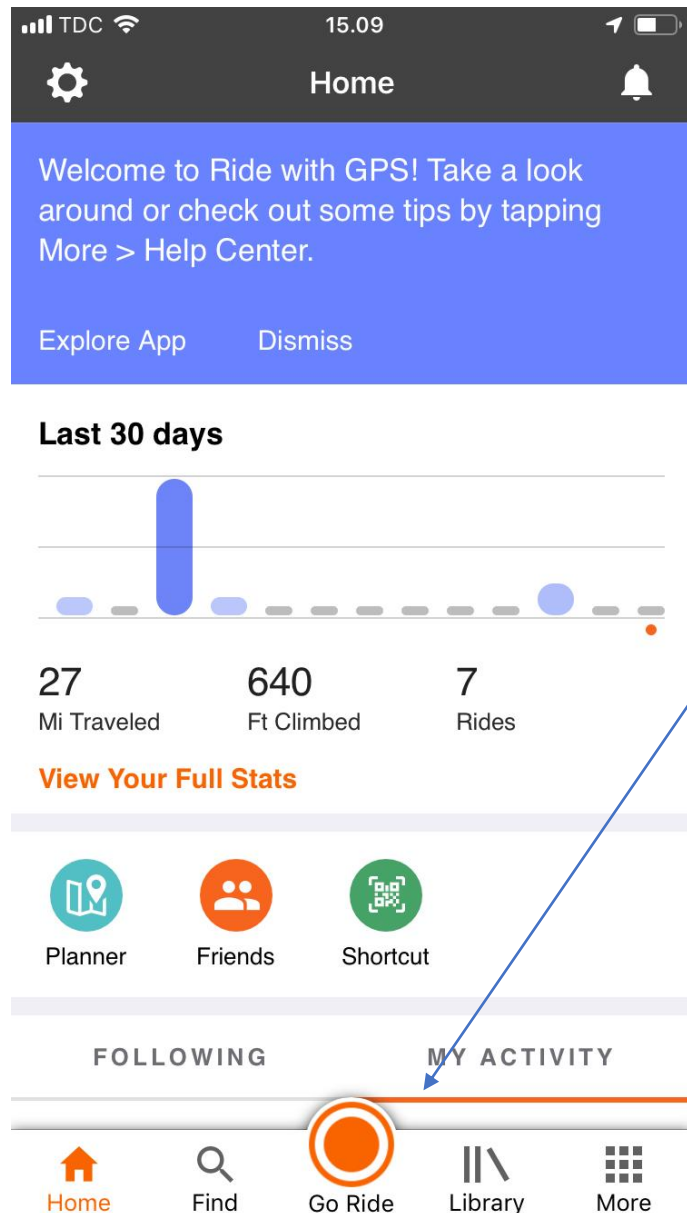 TDC 15.09
Home
Welcome to Ride with GPS! Take a look
around or check out some tips by tapping
More > Help Center.
Explore App Dismiss
Last 30 days
27 640 7
Mi Traveled Ft Climbed Rides
View Your Full Stats
Planner Friends Shortcut
FOLLOWING MY ACTIVITY
Home Find Go Ride Library More